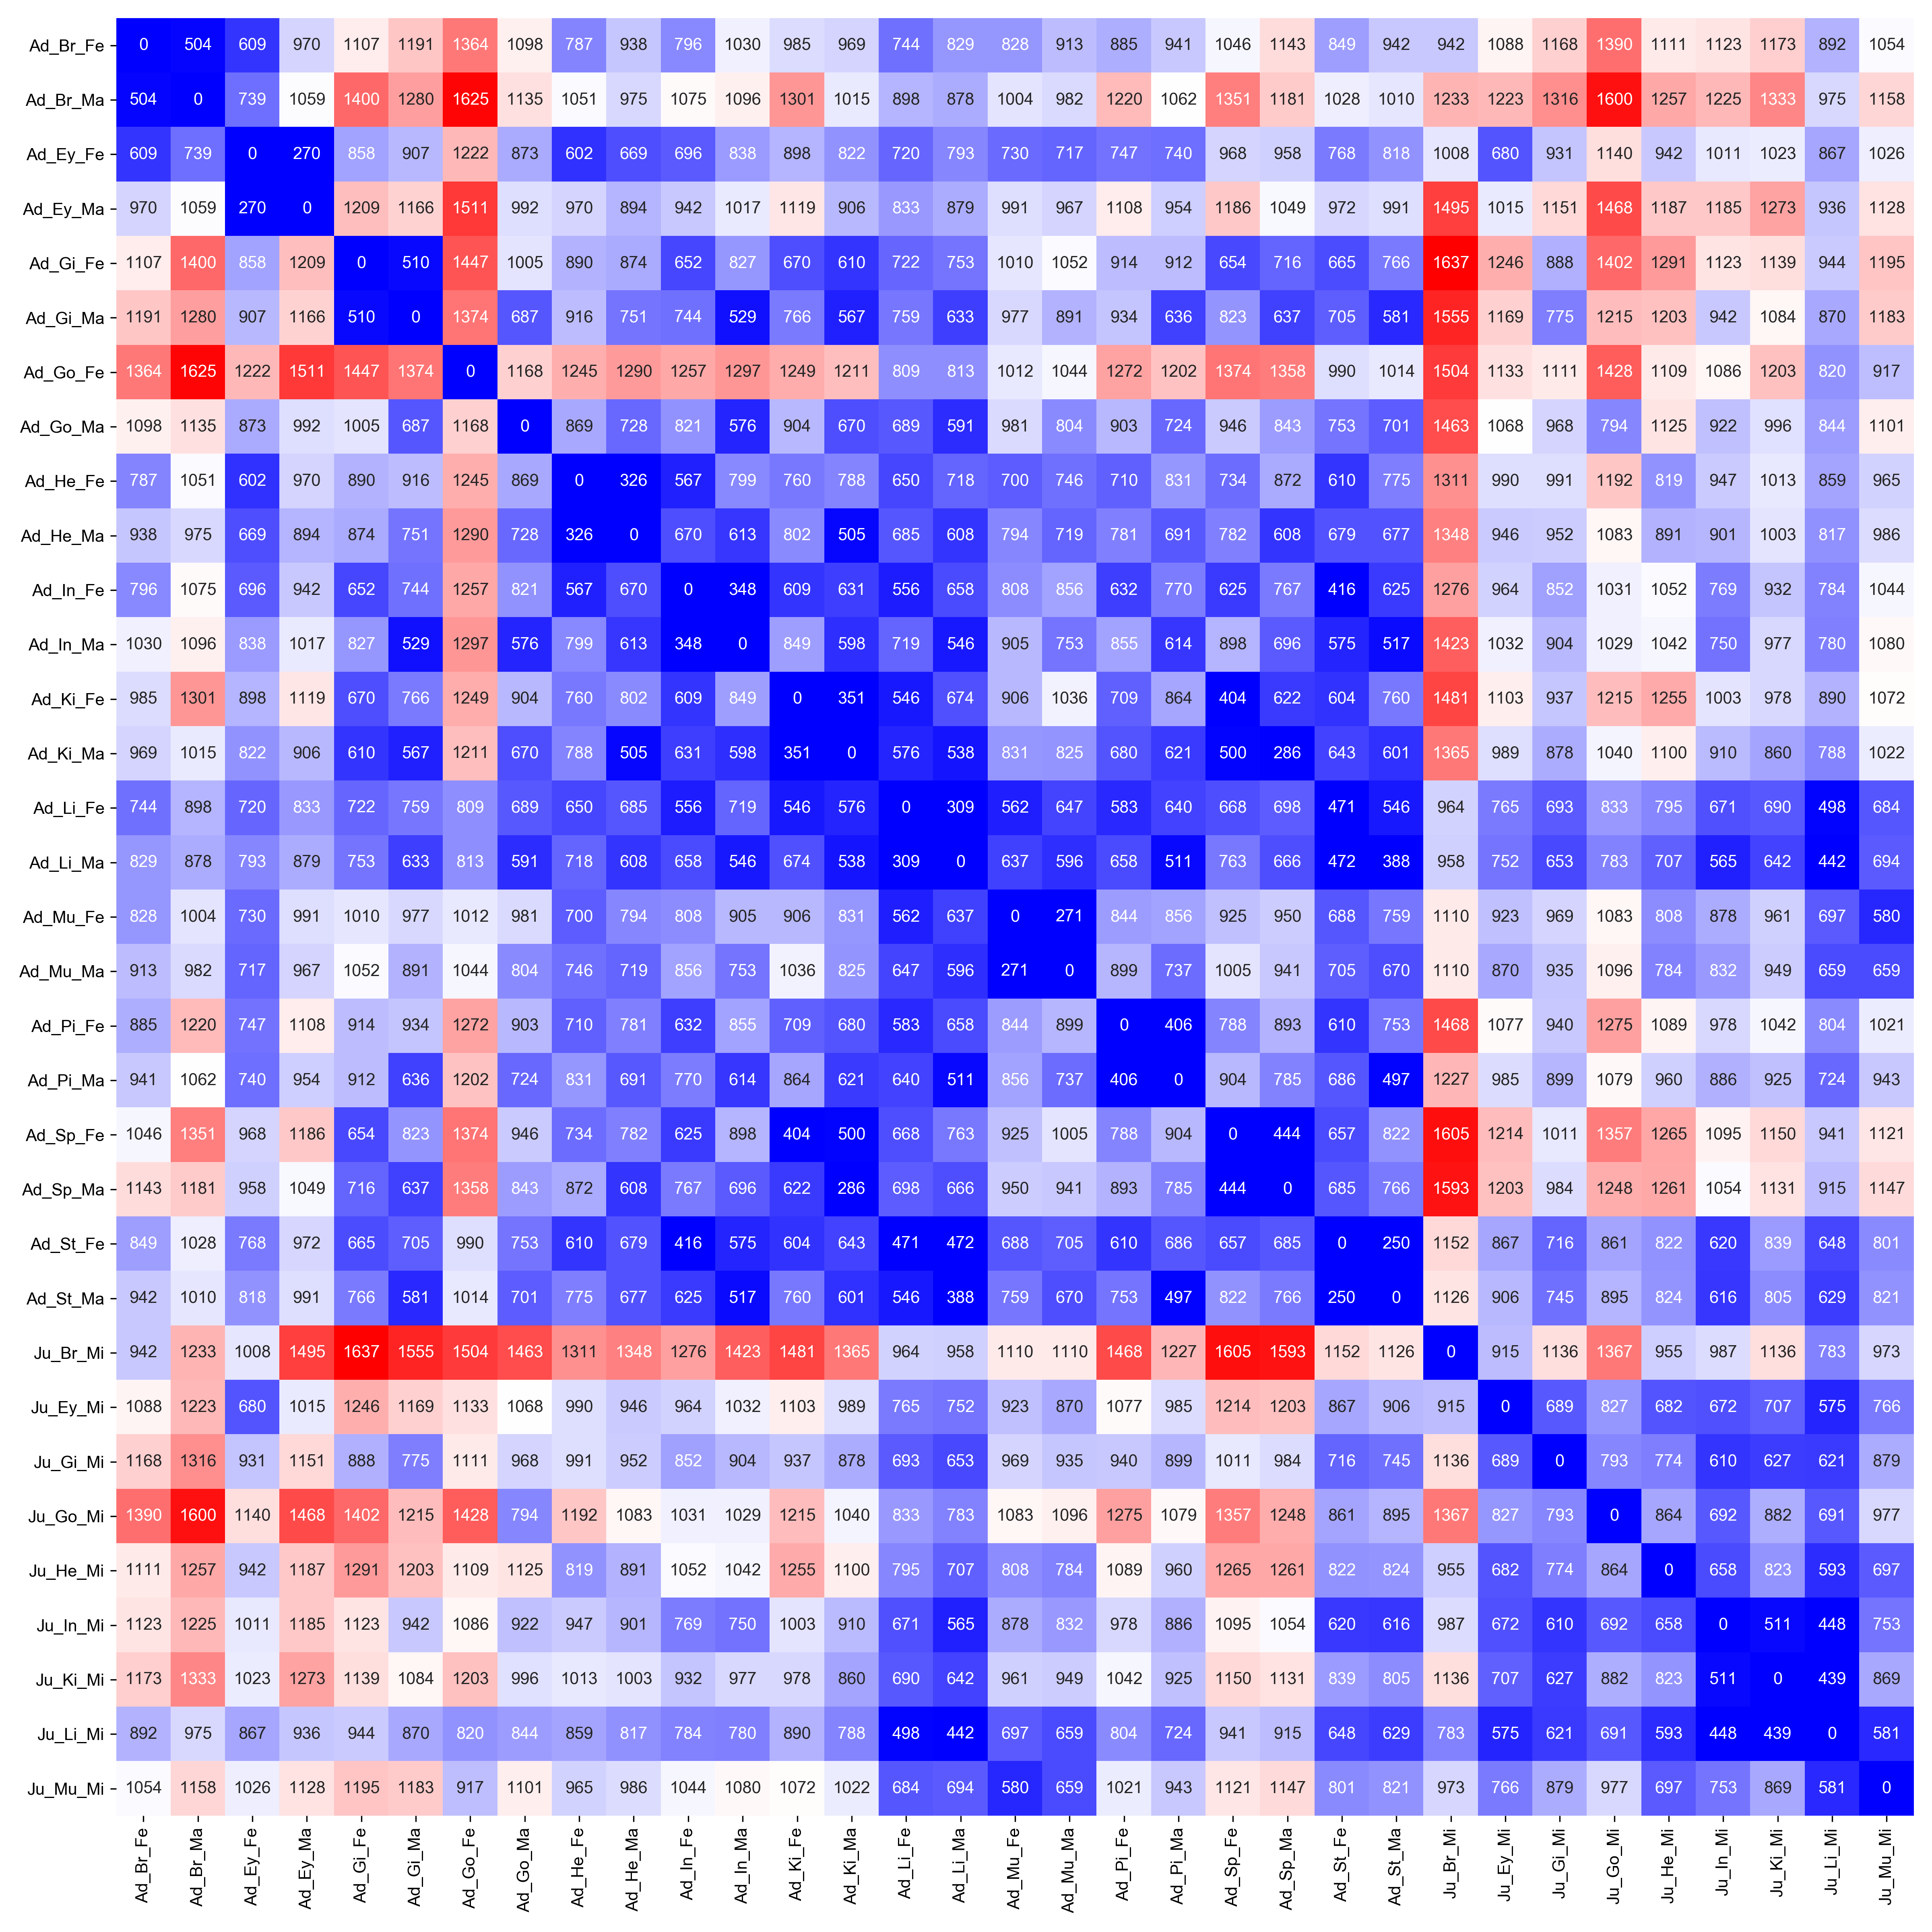 Ad_Br_Fe 0 504 609 970 1107 1191 1364 1098 787 938 796 1030 985 969 744 829 828 913 885 941 1046 1143 849 942 942 1088 1168 1390 1111 1123 1173 892 1054
Ad_Br_Ma 504 0 739 1059 1400 1280 1625 1135 1051 975 1075 1096 1301 1015 898 878 1004 982 1220 1062 1351 1181 1028 1010 1233 1223 1316 1600 1257 1225 1333 975 1158
Ad_Ey_Fe 609 739 0 270 858 907 1222 873 602 669 696 838 898 822 720 793 730 717 747 740 968 958 768 818 1008 680 931 1140 942 1011 1023 867 1026
Ad_Ey_Ma 970 1059 270 0 1209 1166 1511 992 970 894 942 1017 1119 906 833 879 991 967 1108 954 1186 1049 972 991 1495 1015 1151 1468 1187 1185 1273 936 1128
Ad_Gi_Fe 1107 1400 858 1209 0 510 1447 1005 890 874 652 827 670 610 722 753 1010 1052 914 912 654 716 665 766 1637 1246 888 1402 1291 1123 1139 944 1195
Ad_Gi_Ma 1191 1280 907 1166 510 0 1374 687 916 751 744 529 766 567 759 633 977 891 934 636 823 637 705 581 1555 1169 775 1215 1203 942 1084 870 1183
Ad_Go_Fe 1364 1625 1222 1511 1447 1374 0 1168 1245 1290 1257 1297 1249 1211 809 813 1012 1044 1272 1202 1374 1358 990 1014 1504 1133 1111 1428 1109 1086 1203 820 917
Ad_Go_Ma 1098 1135 873 992 1005 687 1168 0 869 728 821 576 904 670 689 591 981 804 903 724 946 843 753 701 1463 1068 968 794 1125 922 996 844 1101
Ad_He_Fe 787 1051 602 970 890 916 1245 869 0 326 567 799 760 788 650 718 700 746 710 831 734 872 610 775 1311 990 991 1192 819 947 1013 859 965
Ad_He_Ma 938 975 669 894 874 751 1290 728 326 0 670 613 802 505 685 608 794 719 781 691 782 608 679 677 1348 946 952 1083 891 901 1003 817 986
Ad_In_Fe 796 1075 696 942 652 744 1257 821 567 670 0 348 609 631 556 658 808 856 632 770 625 767 416 625 1276 964 852 1031 1052 769 932 784 1044
Ad_In_Ma 1030 1096 838 1017 827 529 1297 576 799 613 348 0 849 598 719 546 905 753 855 614 898 696 575 517 1423 1032 904 1029 1042 750 977 780 1080
Ad_Ki_Fe 985 1301 898 1119 670 766 1249 904 760 802 609 849 0 351 546 674 906 1036 709 864 404 622 604 760 1481 1103 937 1215 1255 1003 978 890 1072
Ad_Ki_Ma 969 1015 822 906 610 567 1211 670 788 505 631 598 351 0 576 538 831 825 680 621 500 286 643 601 1365 989 878 1040 1100 910 860 788 1022
Ad_Li_Fe 744 898 720 833 722 759 809 689 650 685 556 719 546 576 0 309 562 647 583 640 668 698 471 546 964 765 693 833 795 671 690 498 684
Ad_Li_Ma 829 878 793 879 753 633 813 591 718 608 658 546 674 538 309 0 637 596 658 511 763 666 472 388 958 752 653 783 707 565 642 442 694
Ad_Mu_Fe 828 1004 730 991 1010 977 1012 981 700 794 808 905 906 831 562 637 0 271 844 856 925 950 688 759 1110 923 969 1083 808 878 961 697 580
Ad_Mu_Ma 913 982 717 967 1052 891 1044 804 746 719 856 753 1036 825 647 596 271 0 899 737 1005 941 705 670 1110 870 935 1096 784 832 949 659 659
Ad_Pi_Fe 885 1220 747 1108 914 934 1272 903 710 781 632 855 709 680 583 658 844 899 0 406 788 893 610 753 1468 1077 940 1275 1089 978 1042 804 1021
Ad_Pi_Ma 941 1062 740 954 912 636 1202 724 831 691 770 614 864 621 640 511 856 737 406 0 904 785 686 497 1227 985 899 1079 960 886 925 724 943
Ad_Sp_Fe 1046 1351 968 1186 654 823 1374 946 734 782 625 898 404 500 668 763 925 1005 788 904 0 444 657 822 1605 1214 1011 1357 1265 1095 1150 941 1121
Ad_Sp_Ma 1143 1181 958 1049 716 637 1358 843 872 608 767 696 622 286 698 666 950 941 893 785 444 0 685 766 1593 1203 984 1248 1261 1054 1131 915 1147
Ad_St_Fe 849 1028 768 972 665 705 990 753 610 679 416 575 604 643 471 472 688 705 610 686 657 685 0 250 1152 867 716 861 822 620 839 648 801
Ad_St_Ma 942 1010 818 991 766 581 1014 701 775 677 625 517 760 601 546 388 759 670 753 497 822 766 250 0 1126 906 745 895 824 616 805 629 821
Ju_Br_Mi 942 1233 1008 1495 1637 1555 1504 1463 1311 1348 1276 1423 1481 1365 964 958 1110 1110 1468 1227 1605 1593 1152 1126 0 915 1136 1367 955 987 1136 783 973
Ju_Ey_Mi 1088 1223 680 1015 1246 1169 1133 1068 990 946 964 1032 1103 989 765 752 923 870 1077 985 1214 1203 867 906 915 0 689 827 682 672 707 575 766
Ju_Gi_Mi 1168 1316 931 1151 888 775 1111 968 991 952 852 904 937 878 693 653 969 935 940 899 1011 984 716 745 1136 689 0 793 774 610 627 621 879
Ju_Go_Mi 1390 1600 1140 1468 1402 1215 1428 794 1192 1083 1031 1029 1215 1040 833 783 1083 1096 1275 1079 1357 1248 861 895 1367 827 793 0 864 692 882 691 977
Ju_He_Mi 1111 1257 942 1187 1291 1203 1109 1125 819 891 1052 1042 1255 1100 795 707 808 784 1089 960 1265 1261 822 824 955 682 774 864 0 658 823 593 697
Ju_In_Mi 1123 1225 1011 1185 1123 942 1086 922 947 901 769 750 1003 910 671 565 878 832 978 886 1095 1054 620 616 987 672 610 692 658 0 511 448 753
Ju_Ki_Mi 1173 1333 1023 1273 1139 1084 1203 996 1013 1003 932 977 978 860 690 642 961 949 1042 925 1150 1131 839 805 1136 707 627 882 823 511 0 439 869
Ju_Li_Mi 892 975 867 936 944 870 820 844 859 817 784 780 890 788 498 442 697 659 804 724 941 915 648 629 783 575 621 691 593 448 439 0 581
Ju_Mu_Mi 1054 1158 1026 1128 1195 1183 917 1101 965 986 1044 1080 1072 1022 684 694 580 659 1021 943 1121 1147 801 821 973 766 879 977 697 753 869 581 0
Ad_Br_Fe Ad_Br_Ma Ad_Ey_Fe Ad_Ey_Ma Ad_Gi_Fe Ad_Gi_Ma Ad_Go_Fe Ad_Go_Ma Ad_He_Fe Ad_He_Ma Ad_In_Fe Ad_In_Ma Ad_Ki_Fe Ad_Ki_Ma Ad_Li_Fe Ad_Li_Ma Ad_Mu_Fe Ad_Mu_Ma Ad_Pi_Fe Ad_Pi_Ma Ad_Sp_Fe Ad_Sp_Ma Ad_St_Fe Ad_St_Ma Ju_Br_Mi Ju_Ey_Mi Ju_Gi_Mi Ju_Go_Mi Ju_He_Mi Ju_In_Mi Ju_Ki_Mi Ju_Li_Mi Ju_Mu_Mi